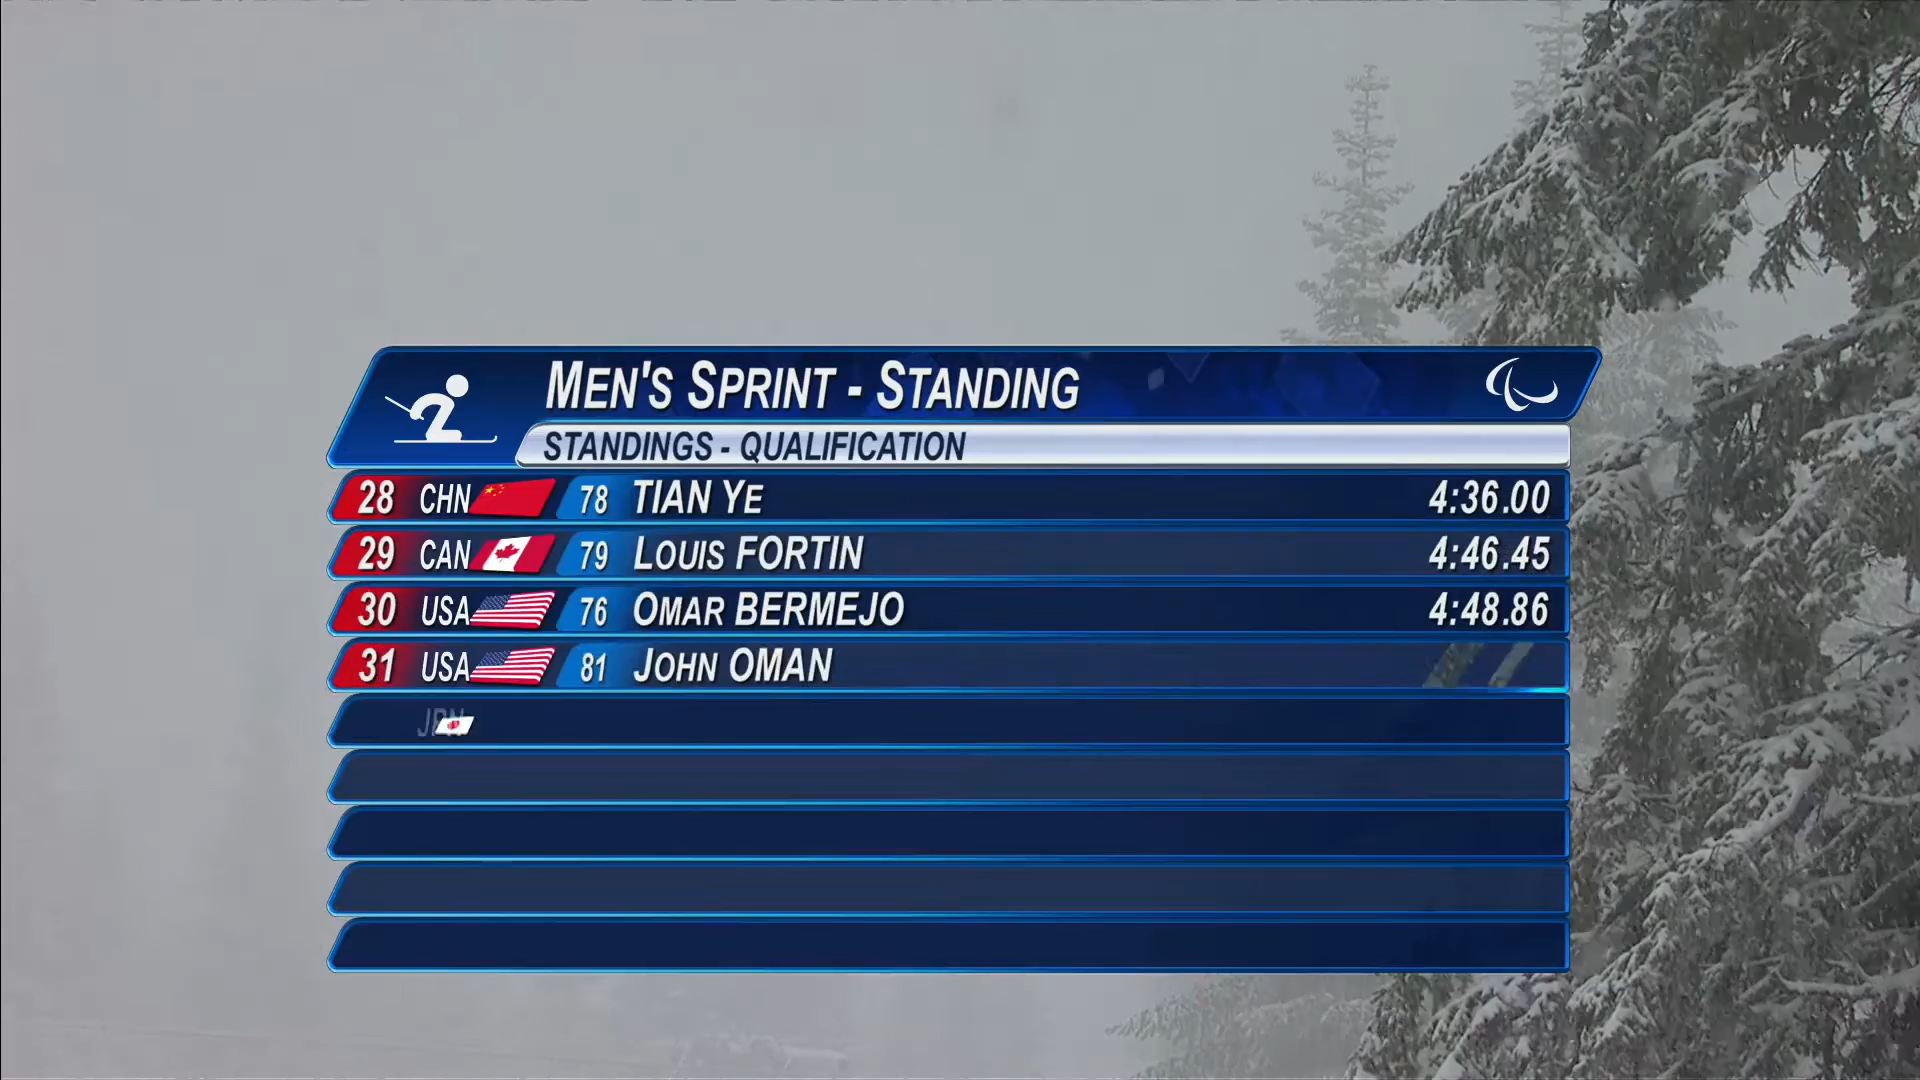 MEN'S SPRINT - STANDING
STANDINGS - QUALIFICATION
28 CHN 78 TIAN YE 4:36.00
29 CAN 79 LOUIS FORTIN 4:46.45
30 USA 76 OMAR BERMEJO 4:48.86
31 USA 81 JOHN OMAN
JPN